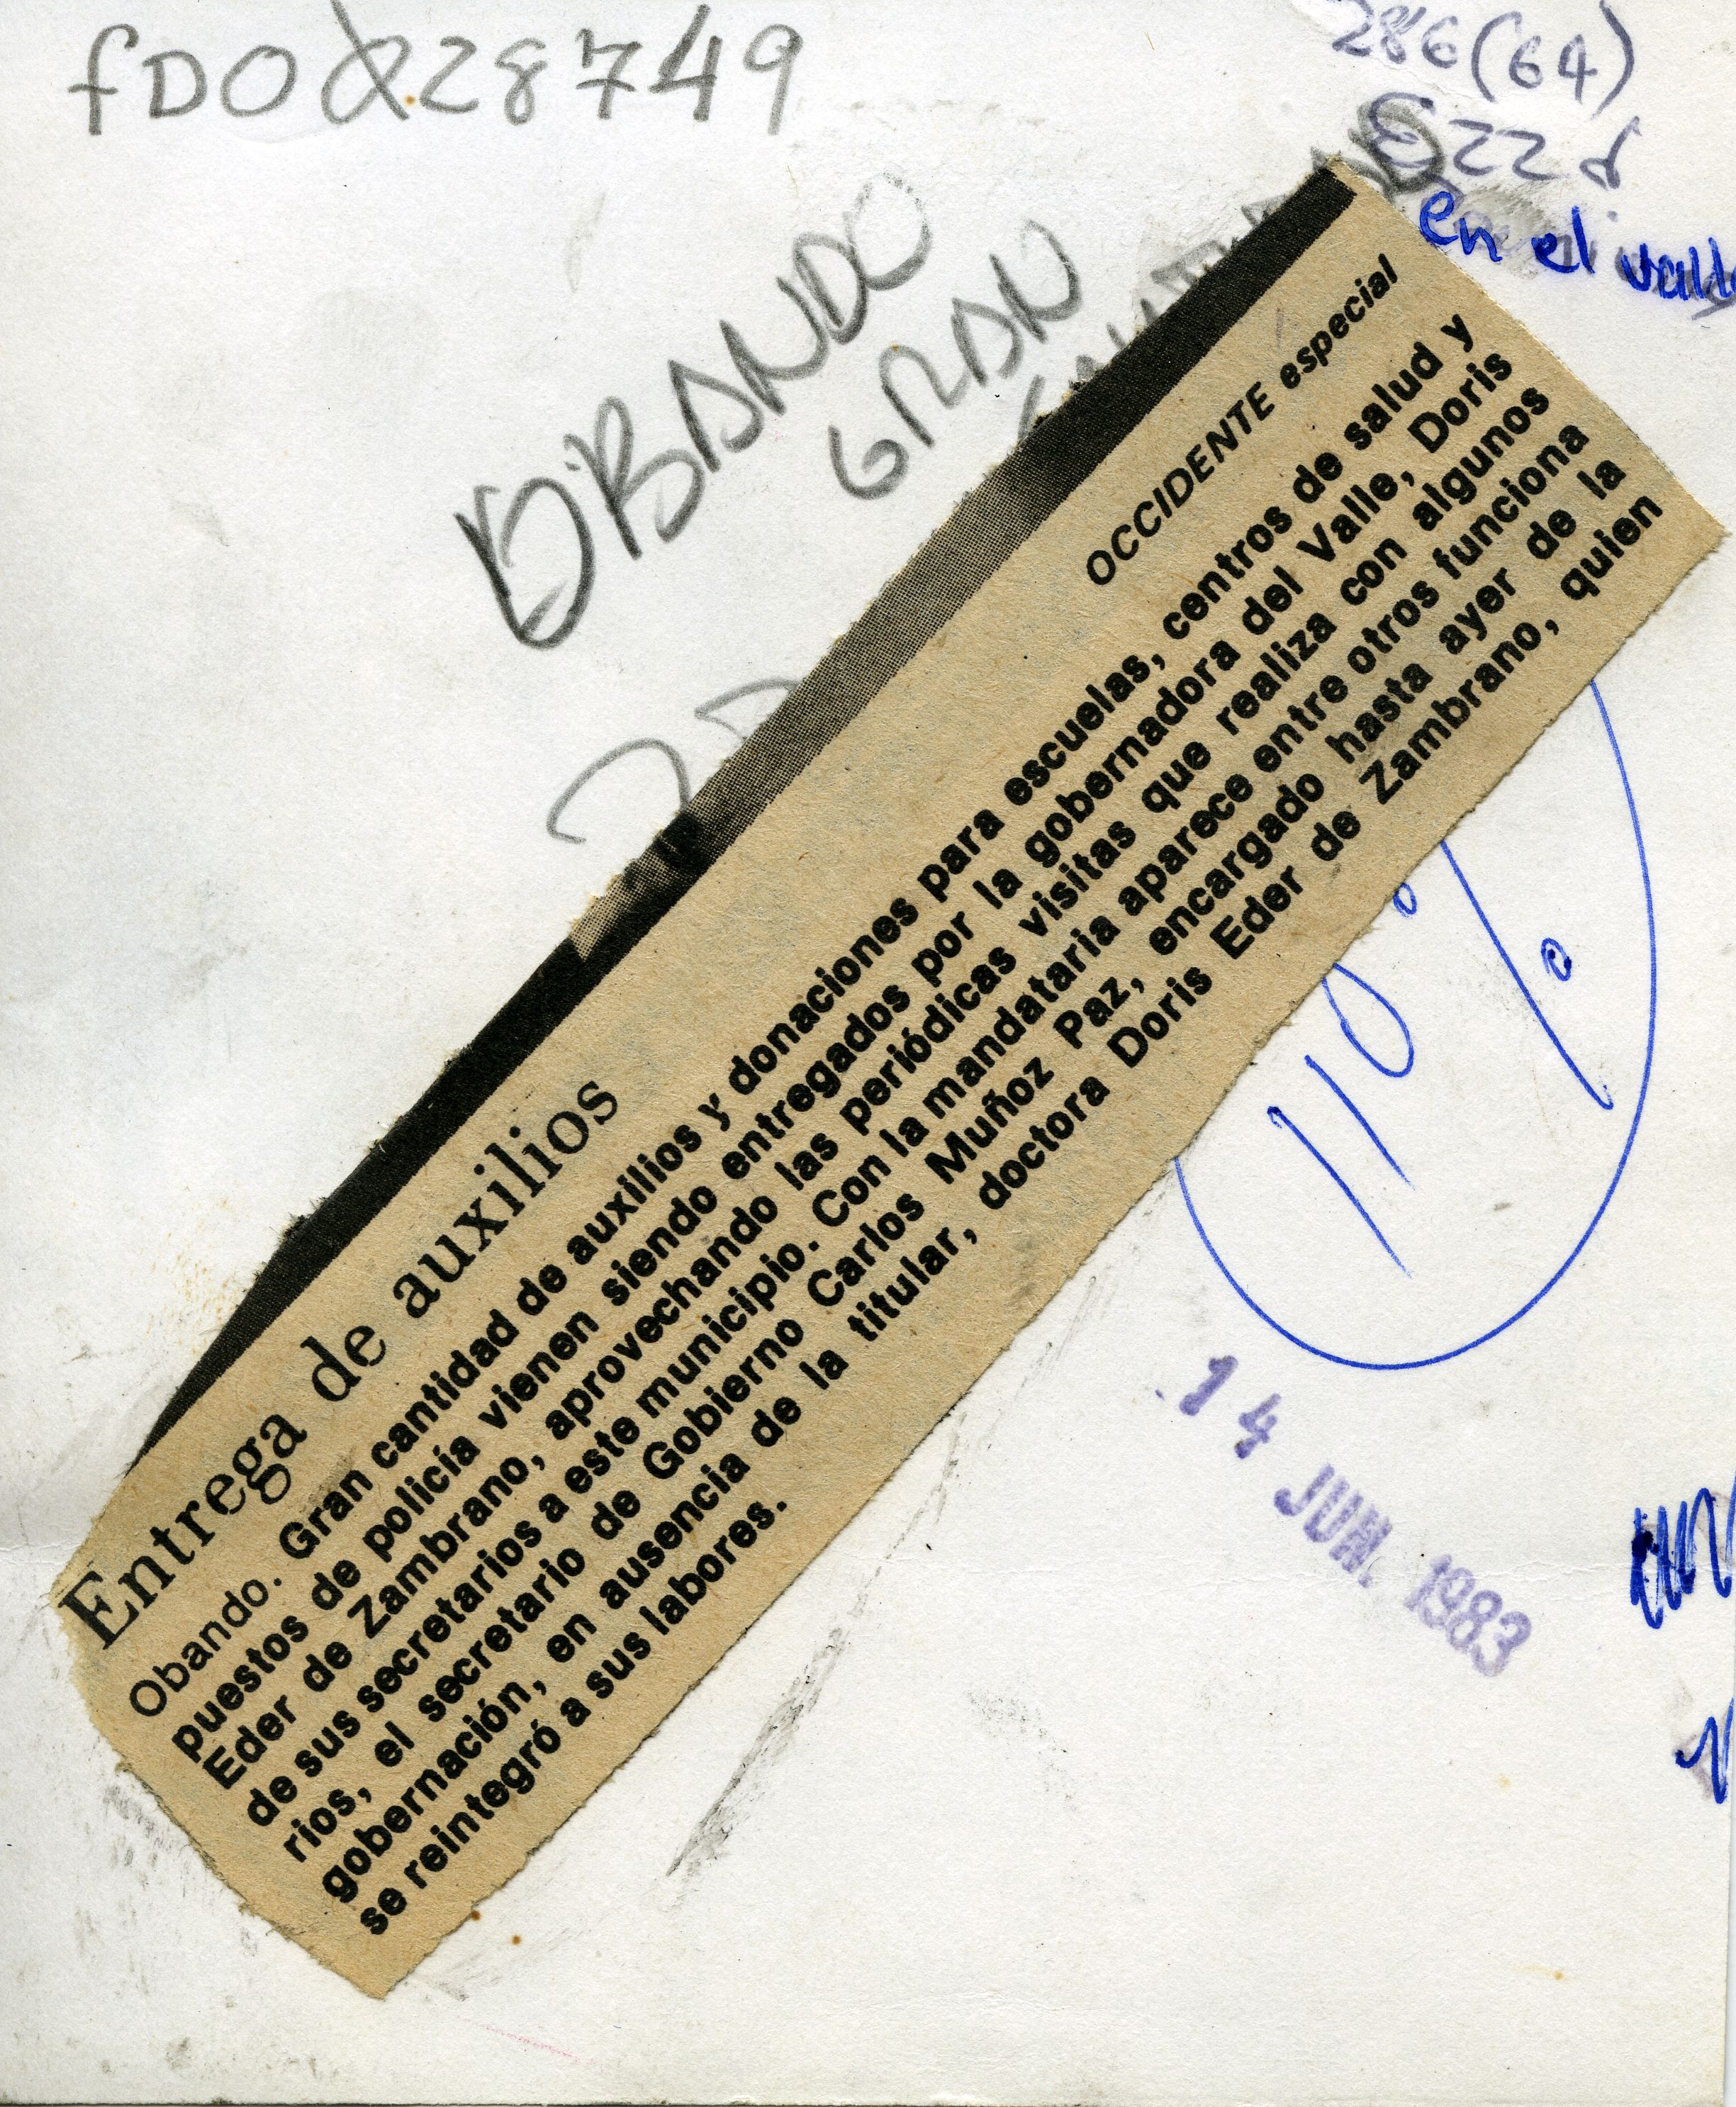 fDO028749
286(64)
E22d
en el valle
OBANDO
GRAN
OCCIDENTE especial
Entrega de auxilios
Obando. Gran cantidad de auxilios y donaciones para escuelas, centros de salud y
puestos de policía vienen siendo entregados por la gobernadora del Valle, Doris
Eder de Zambrano, aprovechando las periódicas visitas que realiza con algunos
de sus secretarios a este municipio. Con la mandataria aparece entre otros funciona
rios, el secretario de Gobierno Carlos Muñoz Paz, encargado hasta ayer de la
gobernación, en ausencia de la titular, doctora Doris Eder de Zambrano, quien
se reintegró a sus labores.
14 JUN. 1983